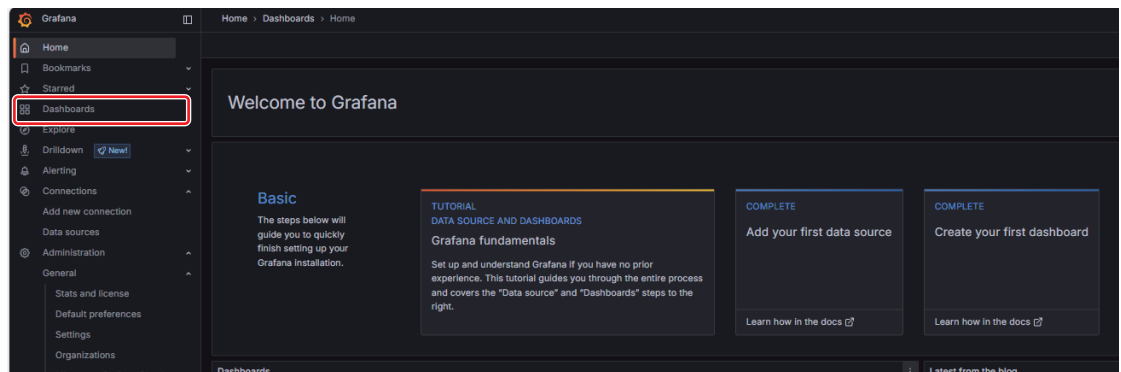 Grafana
Home › Dashboards › Home
Home
Bookmarks
Starred
Dashboards
Explore
Drilldown New!
Alerting
Connections
Add new connection
Data sources
Administration
General
Stats and license
Default preferences
Settings
Organizations
Welcome to Grafana
Basic
The steps below will
guide you to quickly
finish setting up your
Grafana installation.
TUTORIAL
DATA SOURCE AND DASHBOARDS
Grafana fundamentals
Set up and understand Grafana if you have no prior
experience. This tutorial guides you through the entire process
and covers the "Data source" and "Dashboards" steps to the
right.
COMPLETE
Add your first data source
Learn how in the docs
COMPLETE
Create your first dashboard
Learn how in the docs
Dashboards
Latest from the blog